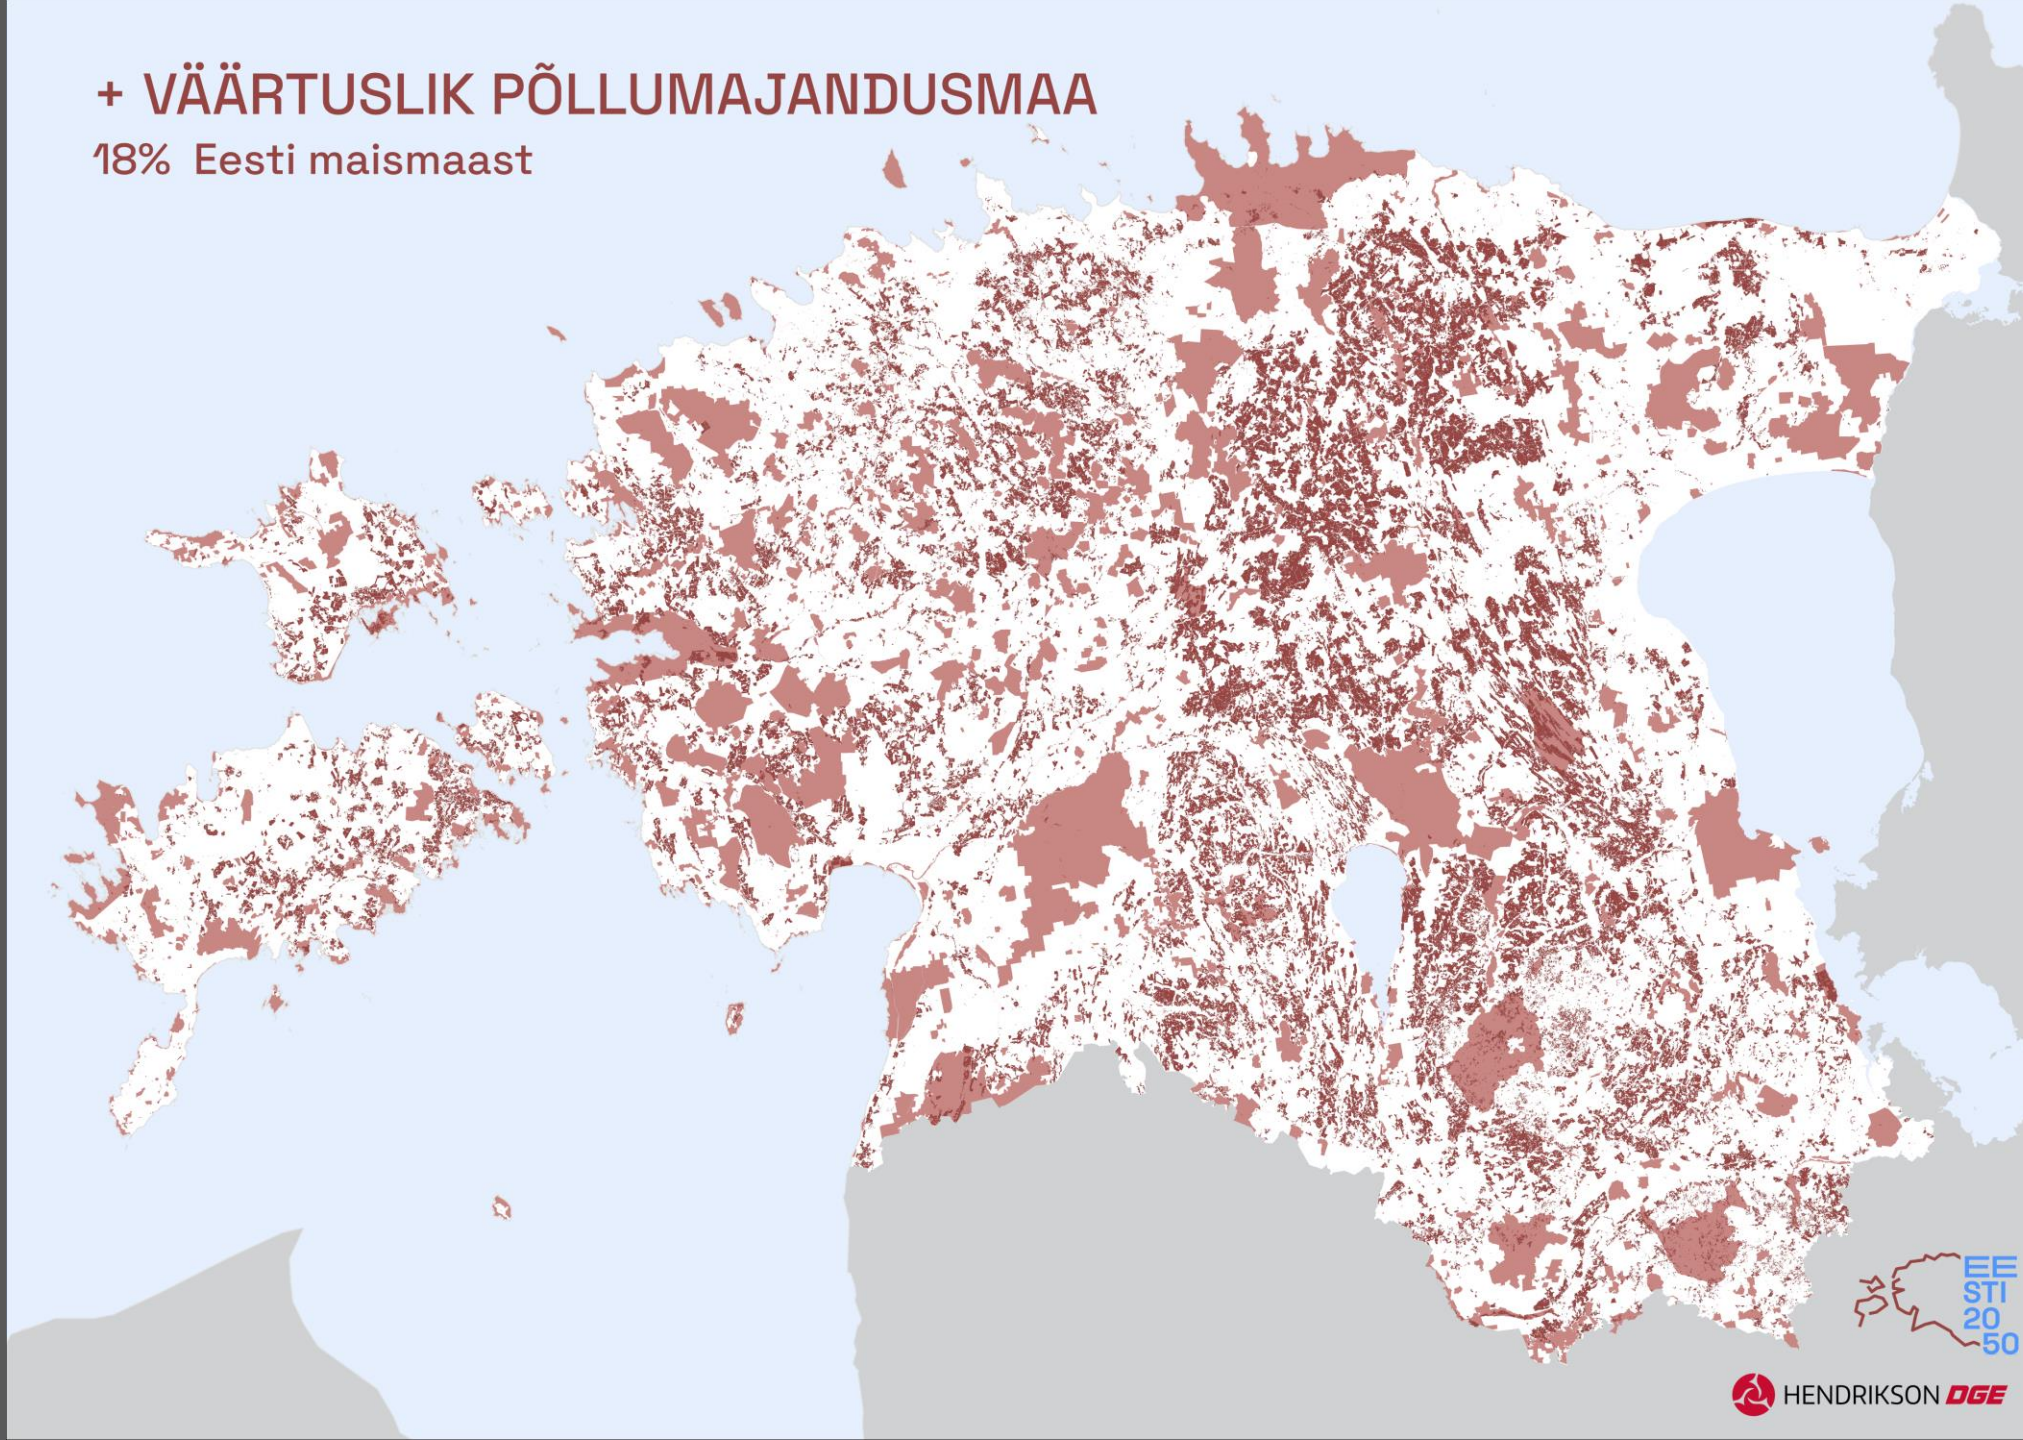 + VÄÄRTUSLIK PÕLLUMAJANDUSMAA
18% Eesti maismaast
EE
STI
20
50
HENDRIKSON DGE